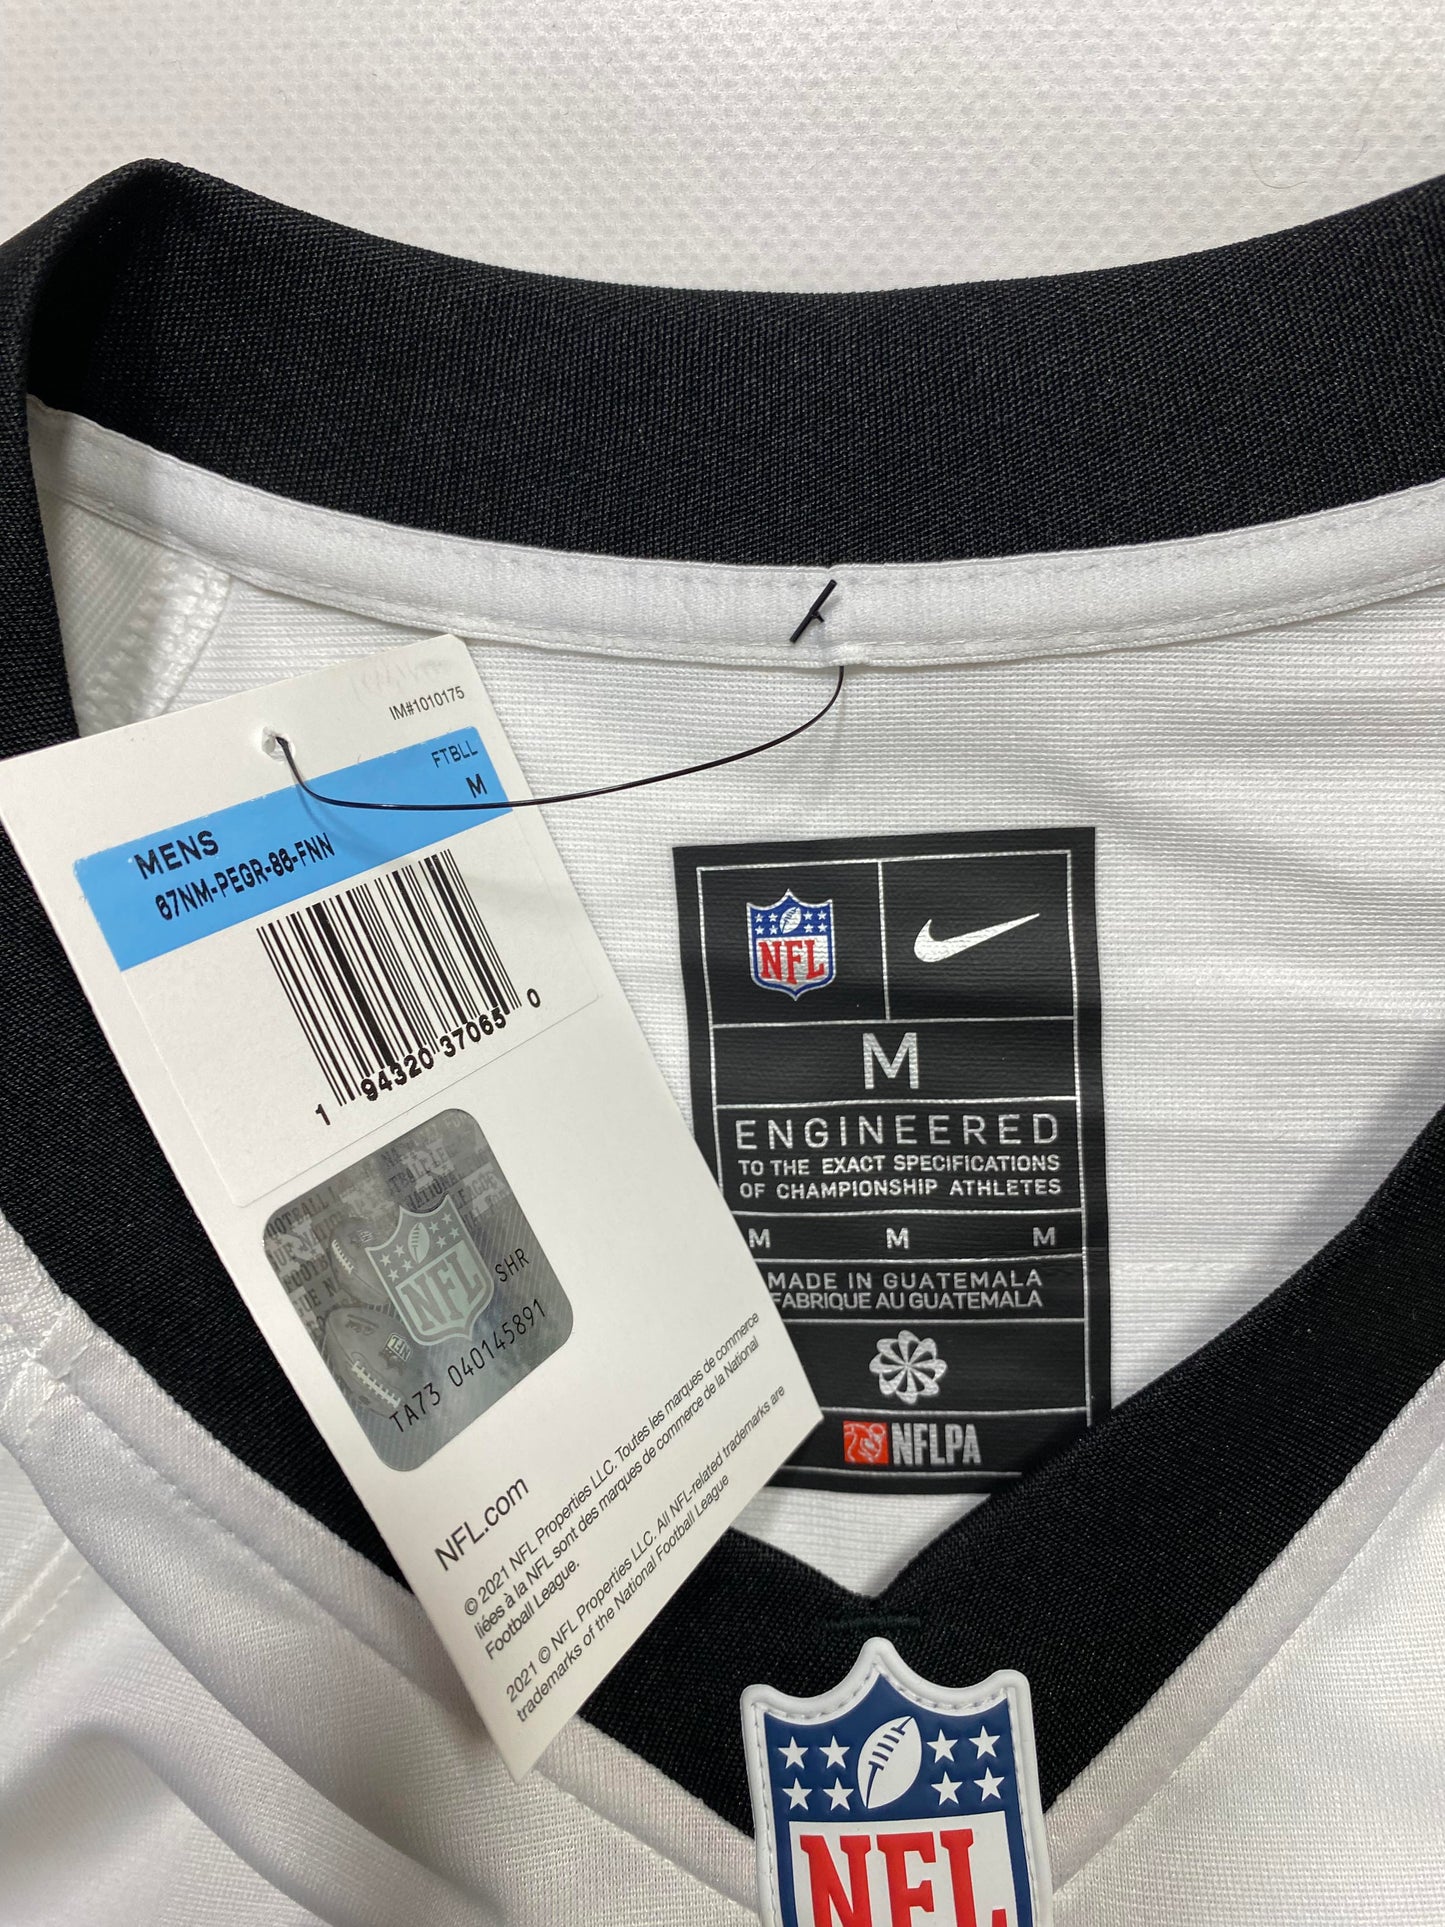 IM#1010175
FTBLL
M
MENS
67NM-PEGR-86-FNN
1 94320 37065 0
NFL
SHR
TA73 040145891
NFL.com
© 2021 NFL Properties LLC. Toutes les marques de commerce
liées à la NFL sont des marques de commerce de la National
Football League.
2021 © NFL Properties LLC. All NFL-related trademarks are
trademarks of the National Football League
NFL
M
ENGINEERED
TO THE EXACT SPECIFICATIONS
OF CHAMPIONSHIP ATHLETES
M M M
MADE IN GUATEMALA
FABRIQUE AU GUATEMALA
NFLPA
NFL